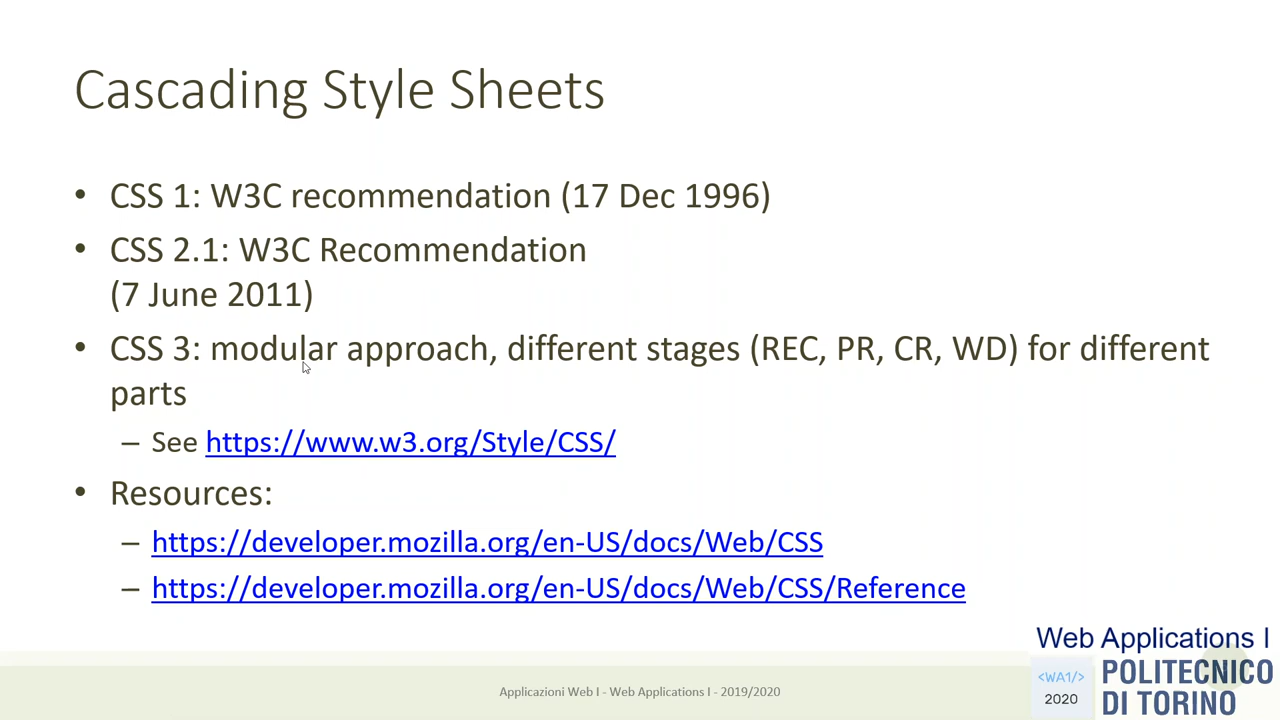 Cascading Style Sheets
• CSS 1: W3C recommendation (17 Dec 1996)
• CSS 2.1: W3C Recommendation
(7 June 2011)
• CSS 3: modular approach, different stages (REC, PR, CR, WD) for different
parts
– See https://www.w3.org/Style/CSS/
• Resources:
– https://developer.mozilla.org/en-US/docs/Web/CSS
– https://developer.mozilla.org/en-US/docs/Web/CSS/Reference
Applicazioni Web I - Web Applications I - 2019/2020
Web Applications I
<WA1/>
2020
POLITECNICO
DI TORINO